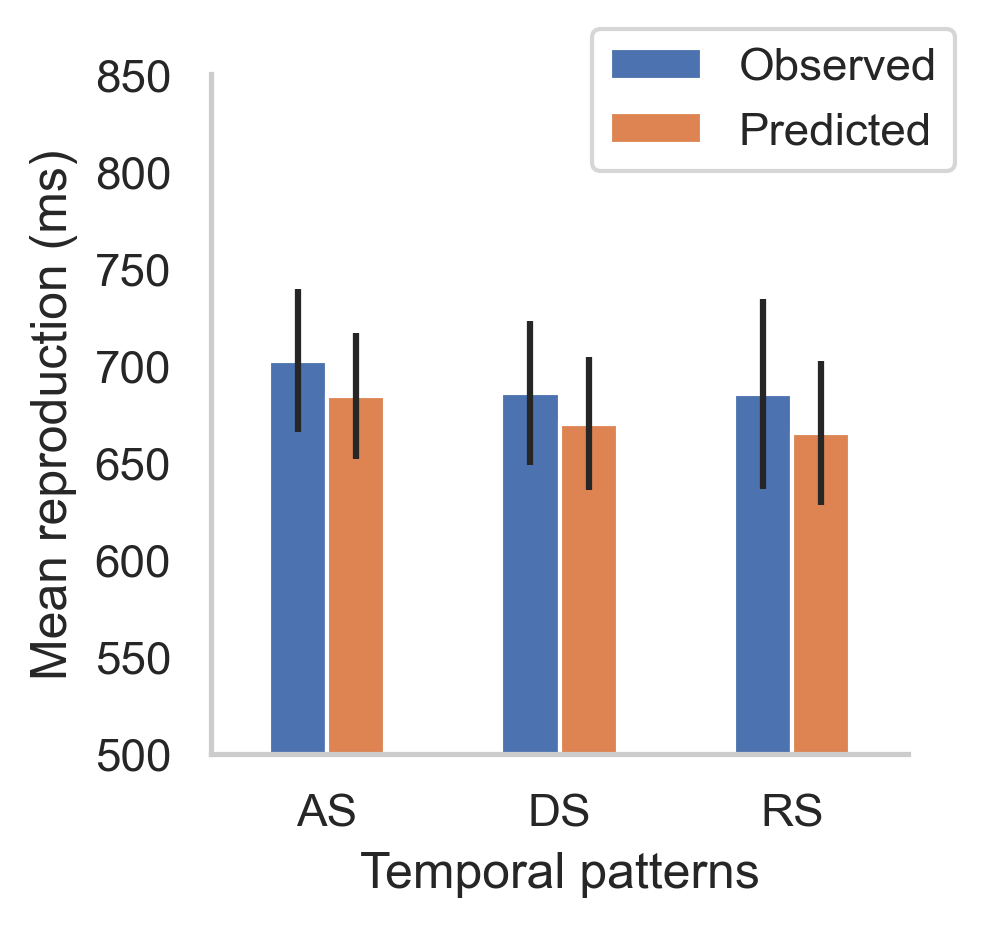 Observed
Predicted
850
800
750
700
650
600
550
500
Mean reproduction (ms)
AS DS RS
Temporal patterns